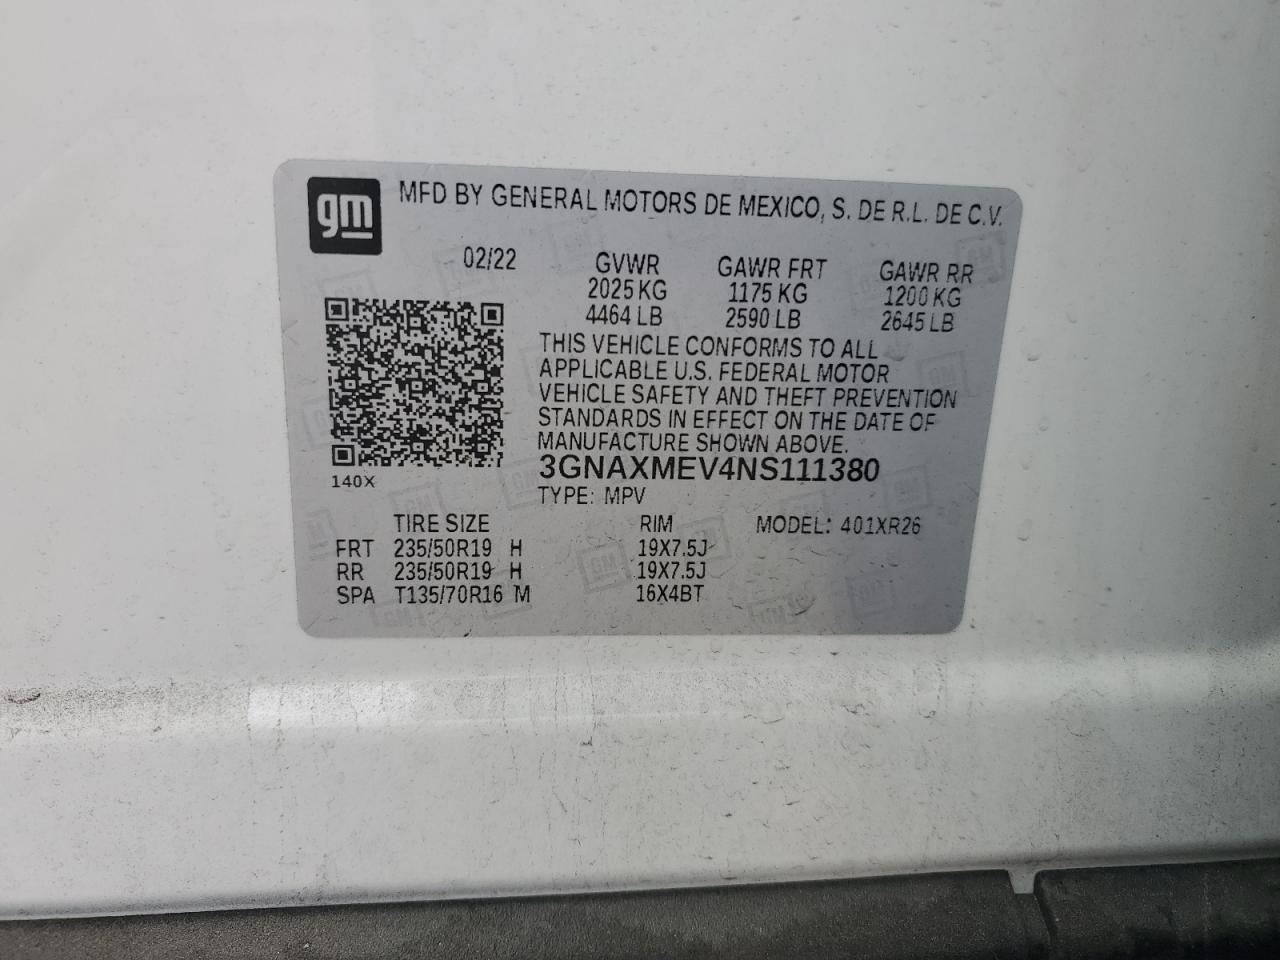 gm MFD BY GENERAL MOTORS DE MEXICO, S. DE R.L. DE C.V.
02/22 GVWR GAWR FRT GAWR RR
2025 KG 1175 KG 1200 KG
4464 LB 2590 LB 2645 LB
THIS VEHICLE CONFORMS TO ALL
APPLICABLE U.S. FEDERAL MOTOR
VEHICLE SAFETY AND THEFT PREVENTION
STANDARDS IN EFFECT ON THE DATE OF
MANUFACTURE SHOWN ABOVE.
3GNAXMEV4NS111380
140X
TYPE: MPV
TIRE SIZE RIM MODEL: 401XR26
FRT 235/50R19 H 19X7.5J
RR 235/50R19 H 19X7.5J
SPA T135/70R16 M 16X4BT